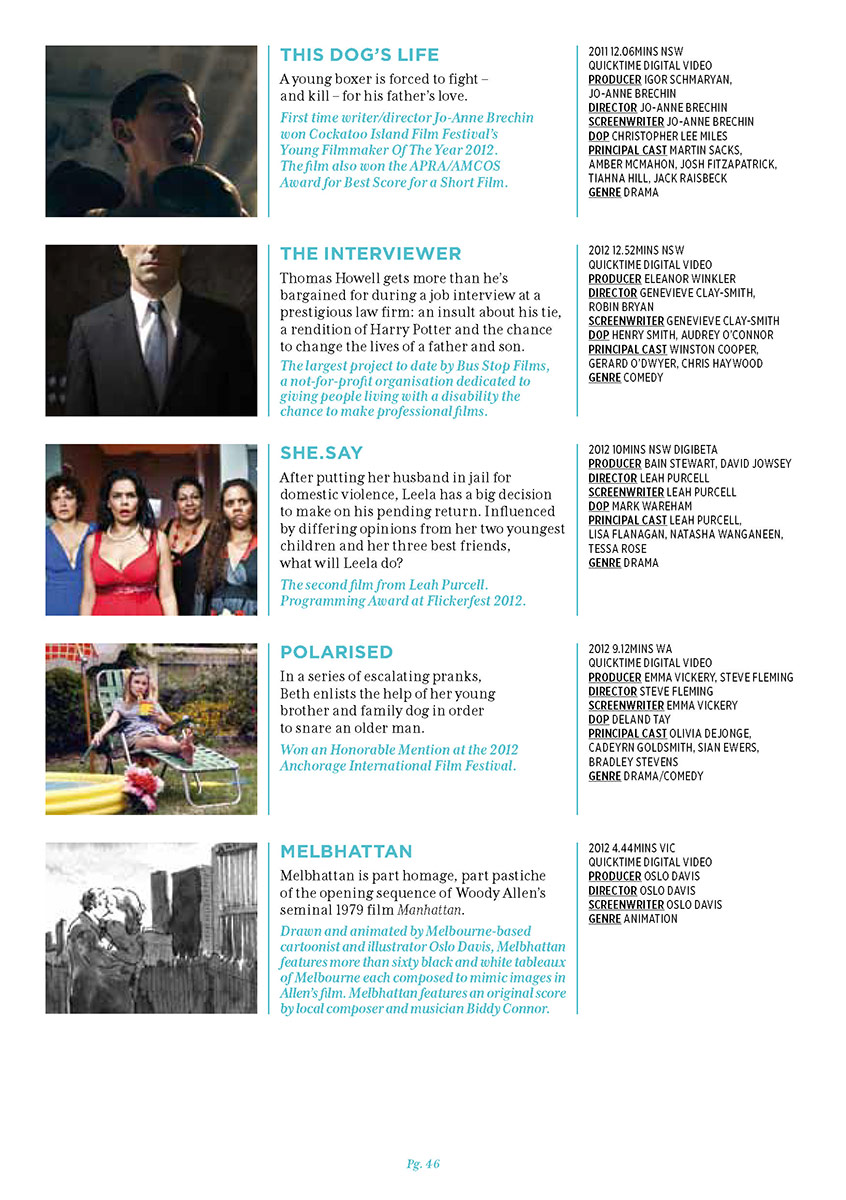 THIS DOG'S LIFE
A young boxer is forced to fight –
and kill – for his father's love.
First time writer/director Jo-Anne Brechin
won Cockatoo Island Film Festival's
Young Filmmaker Of The Year 2012.
The film also won the APRA/AMCOS
Award for Best Score for a Short Film.
2011 12.06MINS NSW
QUICKTIME DIGITAL VIDEO
PRODUCER IGOR SCHMARYAN,
JO-ANNE BRECHIN
DIRECTOR JO-ANNE BRECHIN
SCREENWRITER JO-ANNE BRECHIN
DOP CHRISTOPHER LEE MILES
PRINCIPAL CAST MARTIN SACKS,
AMBER MCMAHON, JOSH FITZAPATRICK,
TIAHNA HILL, JACK RAISBECK
GENRE DRAMA
THE INTERVIEWER
Thomas Howell gets more than he's
bargained for during a job interview at a
prestigious law firm: an insult about his tie,
a rendition of Harry Potter and the chance
to change the lives of a father and son.
The largest project to date by Bus Stop Films,
a not-for-profit organisation dedicated to
giving people living with a disability the
chance to make professional films.
2012 12.52MINS NSW
QUICKTIME DIGITAL VIDEO
PRODUCER ELEANOR WINKLER
DIRECTOR GENEVIEVE CLAY-SMITH,
ROBIN BRYAN
SCREENWRITER GENEVIEVE CLAY-SMITH
DOP HENRY SMITH, AUDREY O'CONNOR
PRINCIPAL CAST WINSTON COOPER,
GERARD O'DWYER, CHRIS HAYWOOD
GENRE COMEDY
SHE.SAY
After putting her husband in jail for
domestic violence, Leela has a big decision
to make on his pending return. Influenced
by differing opinions from her two youngest
children and her three best friends,
what will Leela do?
The second film from Leah Purcell.
Programming Award at Flickerfest 2012.
2012 10MINS NSW DIGIBETA
PRODUCER BAIN STEWART, DAVID JOWSEY
DIRECTOR LEAH PURCELL
SCREENWRITER LEAH PURCELL
DOP MARK WAREHAM
PRINCIPAL CAST LEAH PURCELL,
LISA FLANAGAN, NATASHA WANGANEEN,
TESSA ROSE
GENRE DRAMA
POLARISED
In a series of escalating pranks,
Beth enlists the help of her young
brother and family dog in order
to snare an older man.
Won an Honorable Mention at the 2012
Anchorage International Film Festival.
2012 9.12MINS WA
QUICKTIME DIGITAL VIDEO
PRODUCER EMMA VICKERY, STEVE FLEMING
DIRECTOR STEVE FLEMING
SCREENWRITER EMMA VICKERY
DOP DELAND TAY
PRINCIPAL CAST OLIVIA DEJONGE,
CADEYRN GOLDSMITH, SIAN EWERS,
BRADLEY STEVENS
GENRE DRAMA/COMEDY
MELBHATTAN
Melbhattan is part homage, part pastiche
of the opening sequence of Woody Allen's
seminal 1979 film Manhattan.
Drawn and animated by Melbourne-based
cartoonist and illustrator Oslo Davis, Melbhattan
features more than sixty black and white tableaux
of Melbourne each composed to mimic images in
Allen's film. Melbhattan features an original score
by local composer and musician Biddy Connor.
2012 4.44MINS VIC
QUICKTIME DIGITAL VIDEO
PRODUCER OSLO DAVIS
DIRECTOR OSLO DAVIS
SCREENWRITER OSLO DAVIS
GENRE ANIMATION
Pg. 46